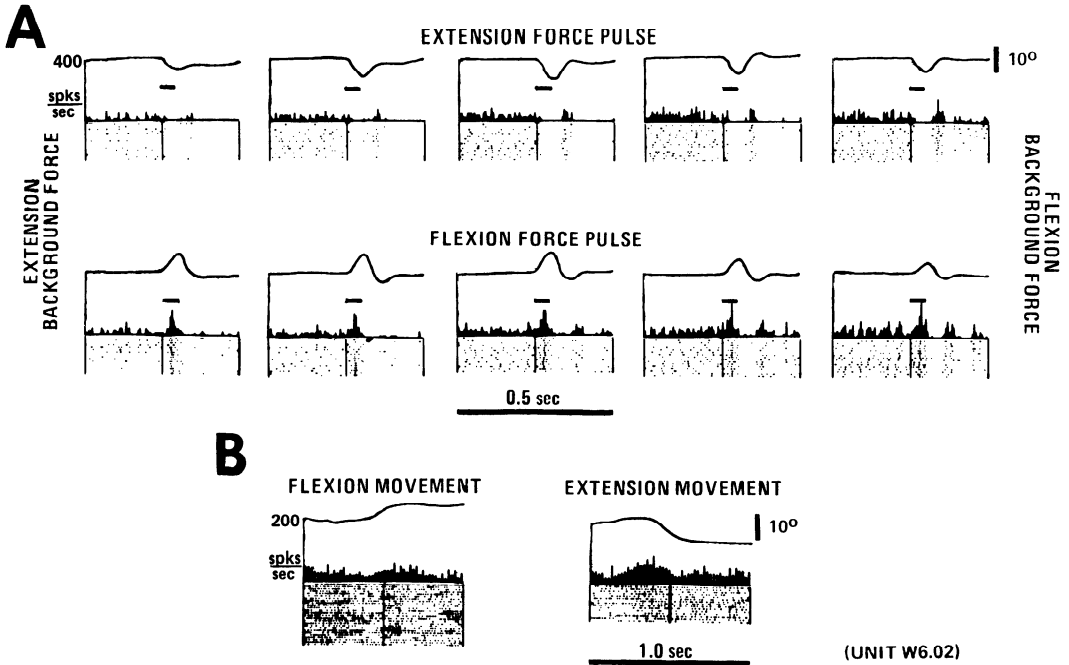 A
EXTENSION FORCE PULSE
400
spks
sec
10°
EXTENSION
BACKGROUND FORCE
FLEXION
BACKGROUND FORCE
FLEXION FORCE PULSE
0.5 sec
B
FLEXION MOVEMENT
EXTENSION MOVEMENT
200
spks
sec
10°
1.0 sec
(UNIT W6.02)